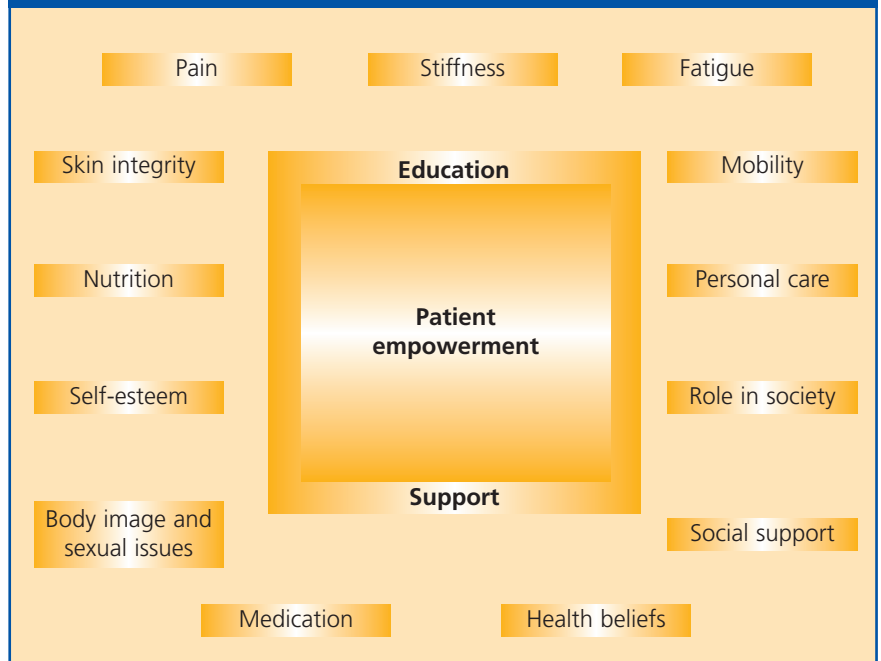 Pain
Stiffness
Fatigue
Skin integrity
Education
Mobility
Nutrition
Personal care
Patient
empowerment
Self-esteem
Role in society
Support
Body image and
sexual issues
Social support
Medication
Health beliefs